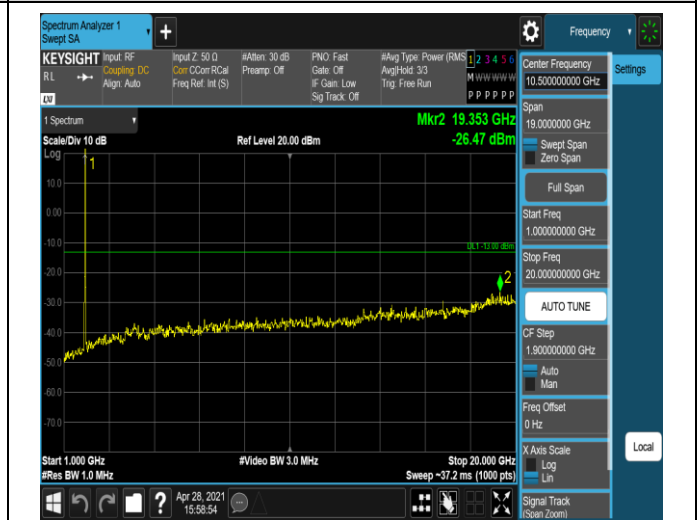 Spectrum Analyzer 1
Swept SA
+
Frequency
KEYSIGHT
RL
LXI
Input: RF
Coupling: DC
Align: Auto
Input Z: 50 Ω
Corr CCorr RCal
Freq Ref: Int (S)
#Atten: 30 dB
Preamp: Off
PNO: Fast
Gate: Off
IF Gain: Low
Sig Track: Off
#Avg Type: Power (RMS
Avg|Hold: 3/3
Trig: Free Run
1 2 3 4 5 6
M W W W W W
P P P P P P
1 Spectrum
Scale/Div 10 dB
Ref Level 20.00 dBm
Mkr2 19.353 GHz
-26.47 dBm
Log
1
10.0
0.00
-10.0
DL1 -13.00 dBm
-20.0
2
-30.0
-40.0
-50.0
-60.0
-70.0
Start 1.000 GHz
#Res BW 1.0 MHz
#Video BW 3.0 MHz
Stop 20.000 GHz
Sweep ~37.2 ms (1000 pts)
?
Apr 28, 2021
15:58:54
Center Frequency
10.500000000 GHz
Span
19.0000000 GHz
Swept Span
Zero Span
Full Span
Start Freq
1.000000000 GHz
Stop Freq
20.000000000 GHz
AUTO TUNE
CF Step
1.900000000 GHz
Auto
Man
Freq Offset
0 Hz
X Axis Scale
Log
Lin
Signal Track
(Span Zoom)
Settings
Local